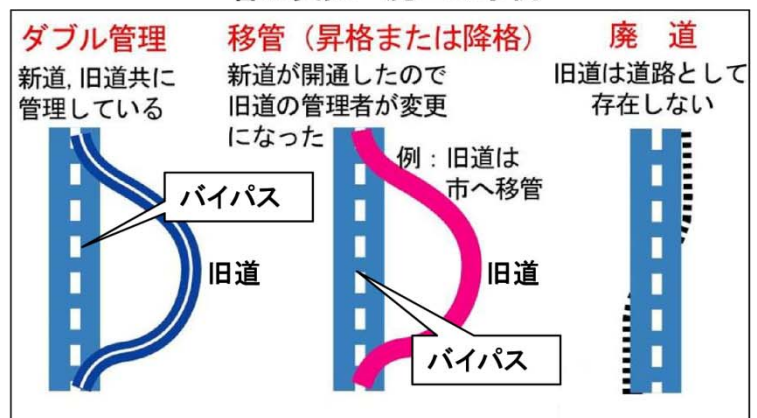 ダブル管理
新道,旧道共に
管理している
バイパス
旧道
移管（昇格または降格）
新道が開通したので
旧道の管理者が変更
になった
例：旧道は
市へ移管
旧道
バイパス
廃 道
旧道は道路として
存在しない